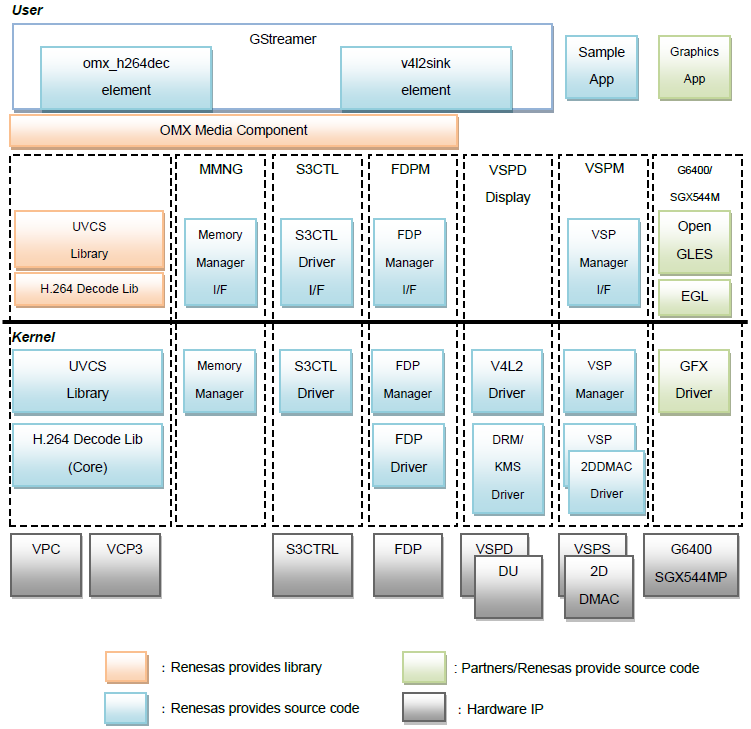 User
GStreamer
omx_h264dec
element
v4l2sink
element
Sample
App
Graphics
App
OMX Media Component
MMNG
S3CTL
FDPM
VSPD
Display
VSPM
G6400/
SGX544M
UVCS
Library
H.264 Decode Lib
Memory
Manager
I/F
S3CTL
Driver
I/F
FDP
Manager
I/F
VSP
Manager
I/F
Open
GLES
EGL
Kernel
UVCS
Library
Memory
Manager
S3CTL
Driver
FDP
Manager
V4L2
Driver
VSP
Manager
GFX
Driver
H.264 Decode Lib
(Core)
FDP
Driver
DRM/
KMS
Driver
VSP
2DDMAC
Driver
VPC
VCP3
S3CTRL
FDP
VSPD
DU
VSPS
2D
DMAC
G6400
SGX544MP
: Renesas provides library
: Partners/Renesas provide source code
: Renesas provides source code
: Hardware IP